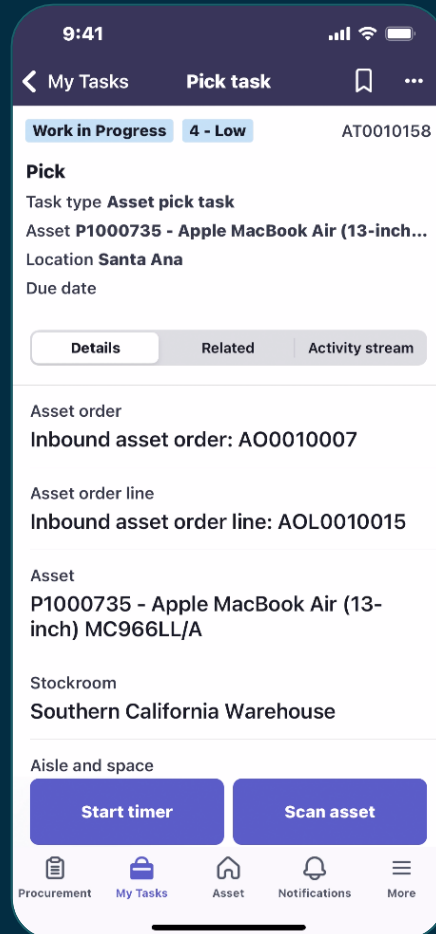 9:41
My Tasks Pick task
Work in Progress 4 - Low AT0010158
Pick
Task type Asset pick task
Asset P1000735 - Apple MacBook Air (13-inch...
Location Santa Ana
Due date
Details Related Activity stream
Asset order
Inbound asset order: AO0010007
Asset order line
Inbound asset order line: AOL0010015
Asset
P1000735 - Apple MacBook Air (13-
inch) MC966LL/A
Stockroom
Southern California Warehouse
Aisle and space
Start timer Scan asset
Procurement My Tasks Asset Notifications More